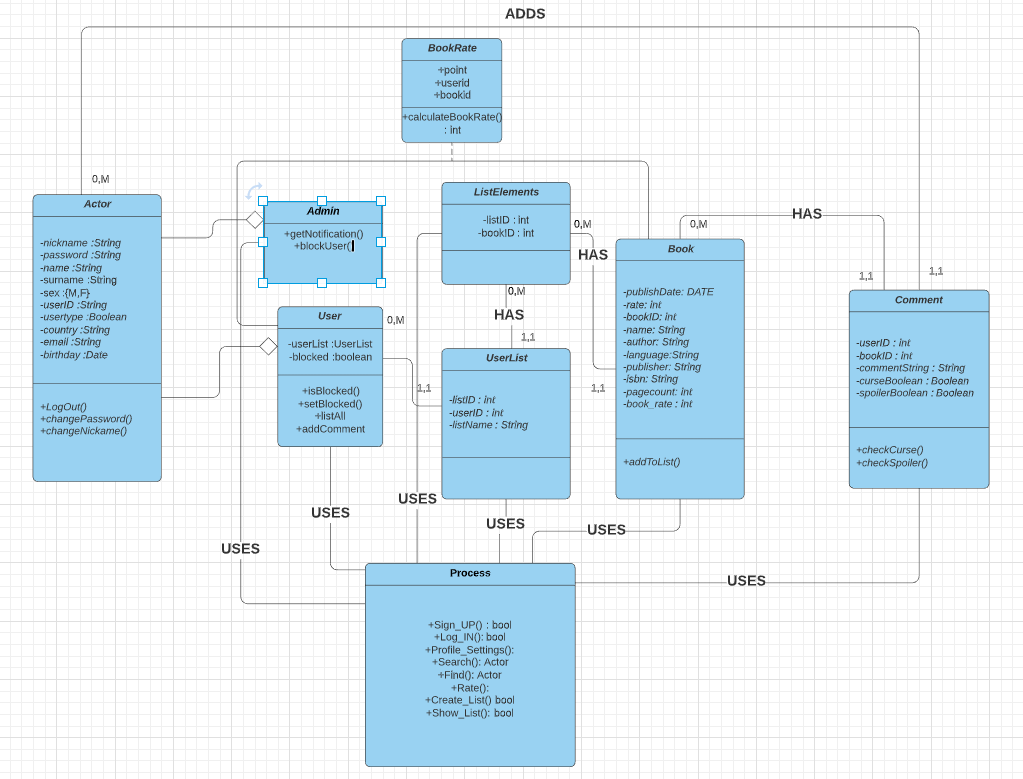 ADDS
BookRate
+point
+userid
+bookid
+calculateBookRate()
: int
0,M
Actor
-nickname :String
-password :String
-name :String
-surname :String
-sex :{M,F}
-userID :String
-usertype :Boolean
-country :String
-email :String
-birthday :Date
+LogOut()
+changePassword()
+changeNickame()
Admin
+getNotification()
+blockUser()
User
-userList :UserList
-blocked :boolean
+isBlocked()
+setBlocked()
+listAll
+addComment
0,M
1,1
ListElements
-listID : int
-bookID : int
0,M
HAS
0,M
HAS
1,1
1,1
UserList
-listID : int
-userID : int
-listName : String
Book
-publishDate: DATE
-rate: int
-bookID: int
-name: String
-author: String
-language:String
-publisher: String
-isbn: String
-pagecount: int
-book_rate : int
+addToList()
0,M
HAS
1,1
1,1
Comment
-userID : int
-bookID : int
-commentString : String
-curseBoolean : Boolean
-spoilerBoolean : Boolean
+checkCurse()
+checkSpoiler()
USES
USES
USES
USES
USES
USES
Process
+Sign_UP() : bool
+Log_IN(): bool
+Profile_Settings():
+Search(): Actor
+Find(): Actor
+Rate():
+Create_List() bool
+Show_List(): bool